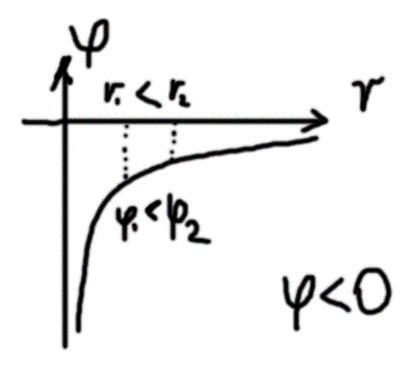 φ
r₁ < r₂
r
φ₁ < φ₂
φ < 0